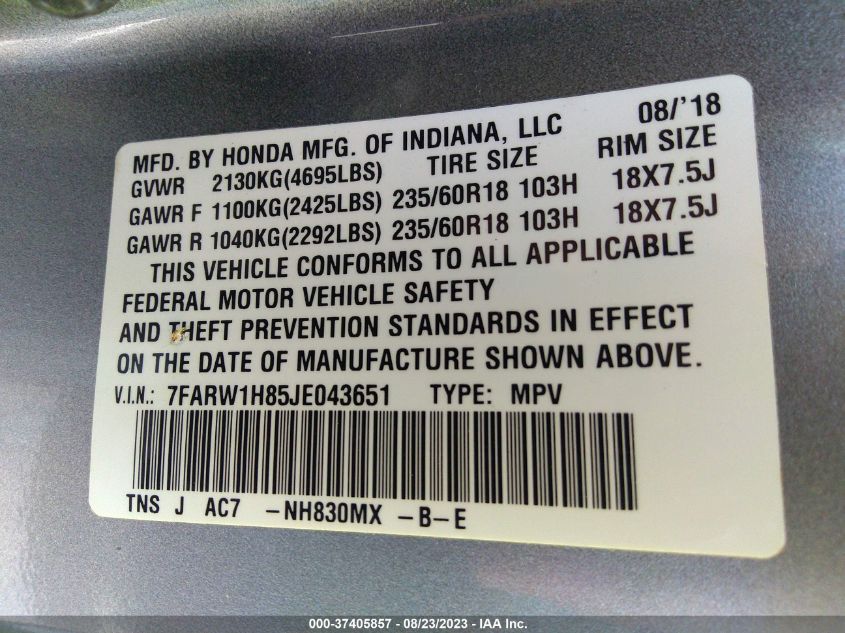 MFD. BY HONDA MFG. OF INDIANA, LLC 08/'18
GVWR 2130KG(4695LBS) TIRE SIZE RIM SIZE
GAWR F 1100KG(2425LBS) 235/60R18 103H 18X7.5J
GAWR R 1040KG(2292LBS) 235/60R18 103H 18X7.5J
THIS VEHICLE CONFORMS TO ALL APPLICABLE
FEDERAL MOTOR VEHICLE SAFETY
AND THEFT PREVENTION STANDARDS IN EFFECT
ON THE DATE OF MANUFACTURE SHOWN ABOVE.
V.I.N.: 7FARW1H85JE043651 TYPE: MPV
TNS J AC7 -NH830MX -B-E
000-37405857 / 08/23/2023 - IAA Inc.